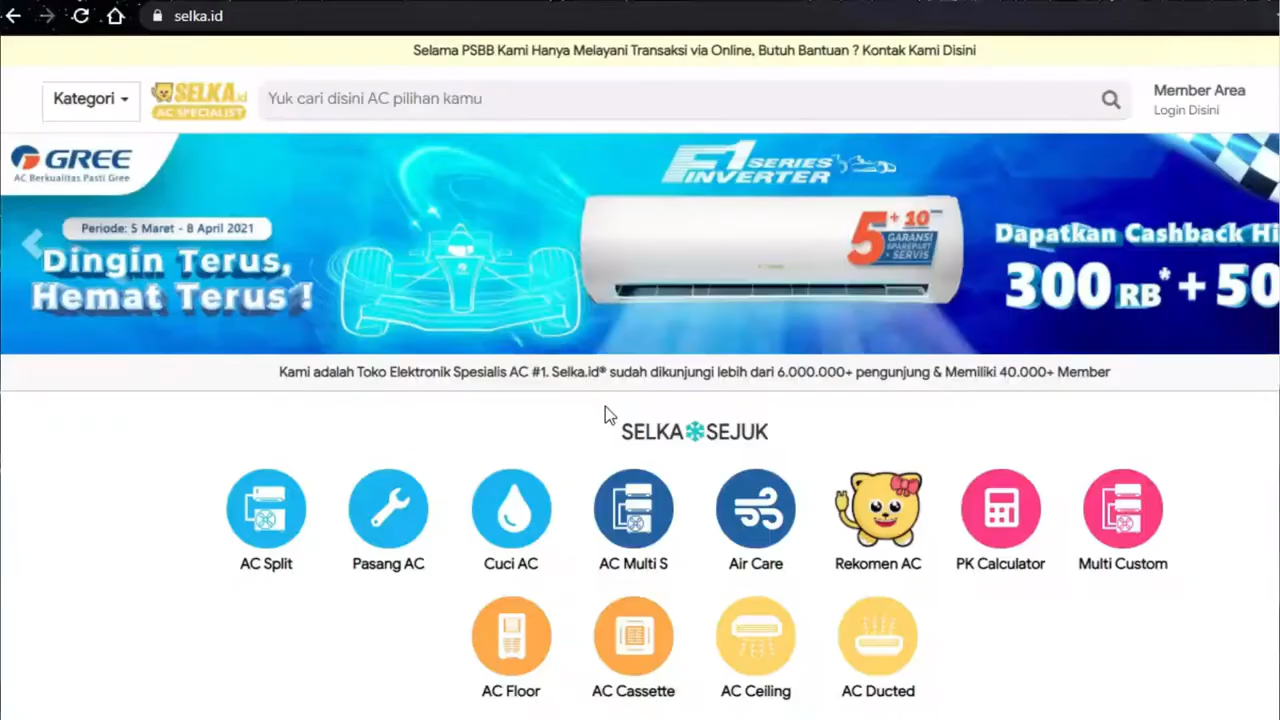 selka.id
Selama PSBB Kami Hanya Melayani Transaksi via Online, Butuh Bantuan ? Kontak Kami Disini
Kategori
SELKA.id
AC SPECIALIST
Yuk cari disini AC pilihan kamu
Member Area
Login Disini
GREE
AC Berkualitas Pasti Gree
F1 SERIES
INVERTER
Periode: 5 Maret - 8 April 2021
Dingin Terus,
Hemat Terus !
5 + 10
GARANSI
SPAREPART
+ SERVIS
Dapatkan Cashback Hi
300 RB* + 50
Kami adalah Toko Elektronik Spesialis AC #1. Selka.id® sudah dikunjungi lebih dari 6.000.000+ pengunjung & Memiliki 40.000+ Member
SELKA SEJUK
AC Split
Pasang AC
Cuci AC
AC Multi S
Air Care
Rekomen AC
PK Calculator
Multi Custom
AC Floor
AC Cassette
AC Ceiling
AC Ducted